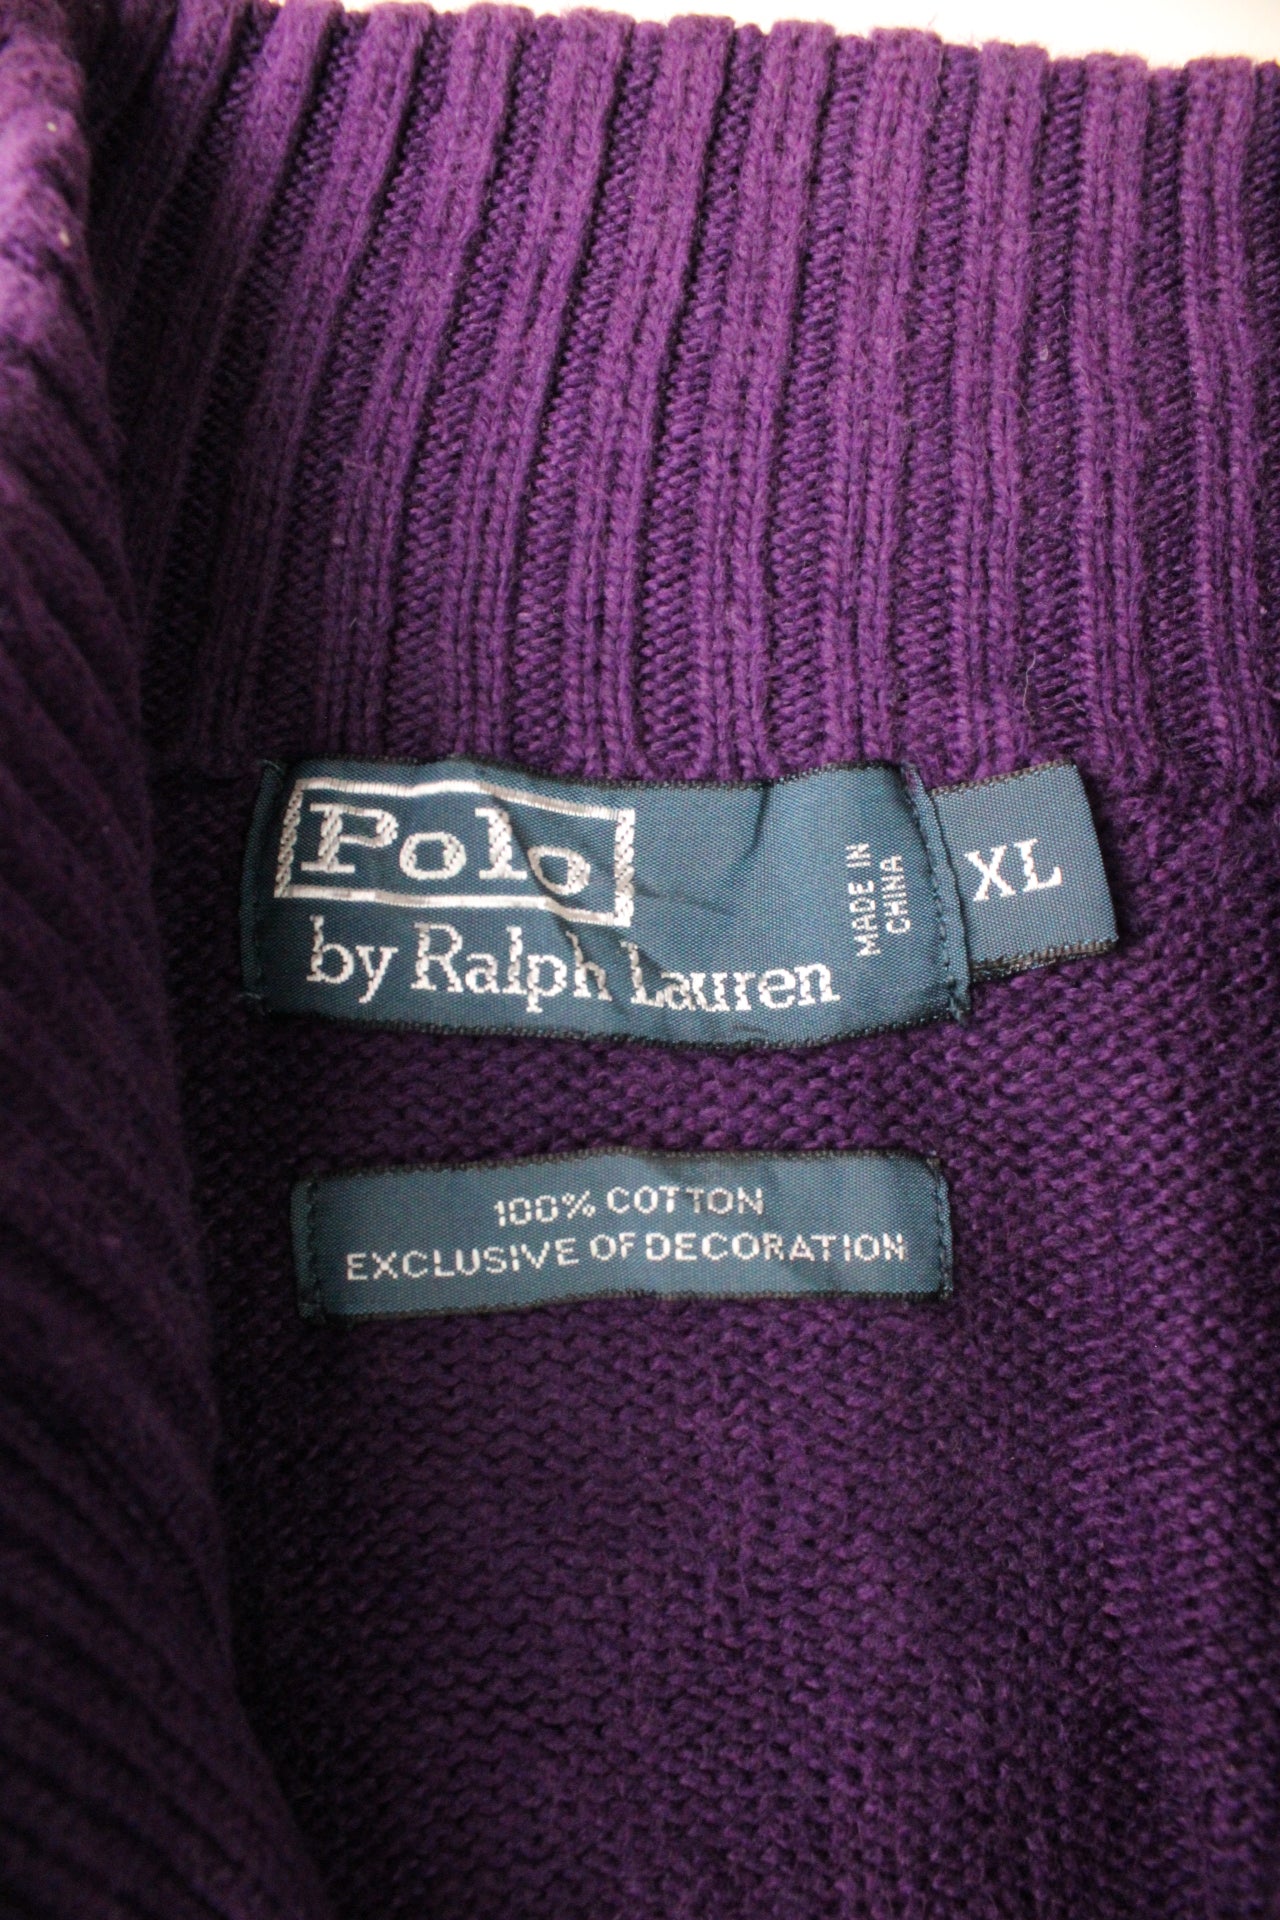 Polo
by Ralph Lauren
MADE IN
CHINA
XL
100% COTTON
EXCLUSIVE OF DECORATION